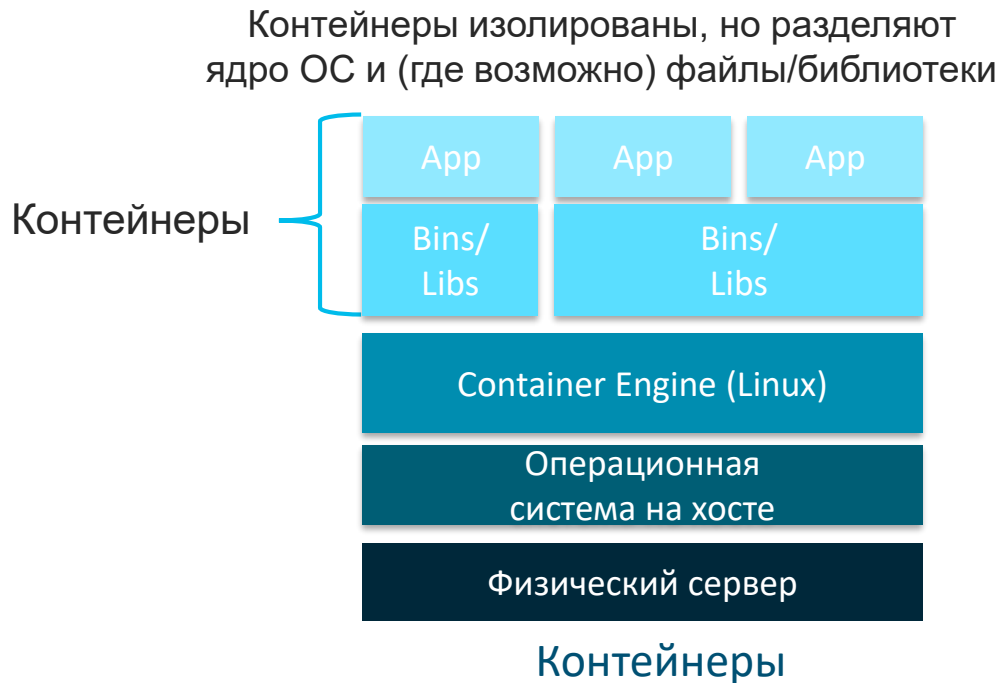 Контейнеры изолированы, но разделяют
ядро ОС и (где возможно) файлы/библиотеки
App
App
App
Контейнеры
Bins/
Libs
Bins/
Libs
Container Engine (Linux)
Операционная
система на хосте
Физический сервер
Контейнеры